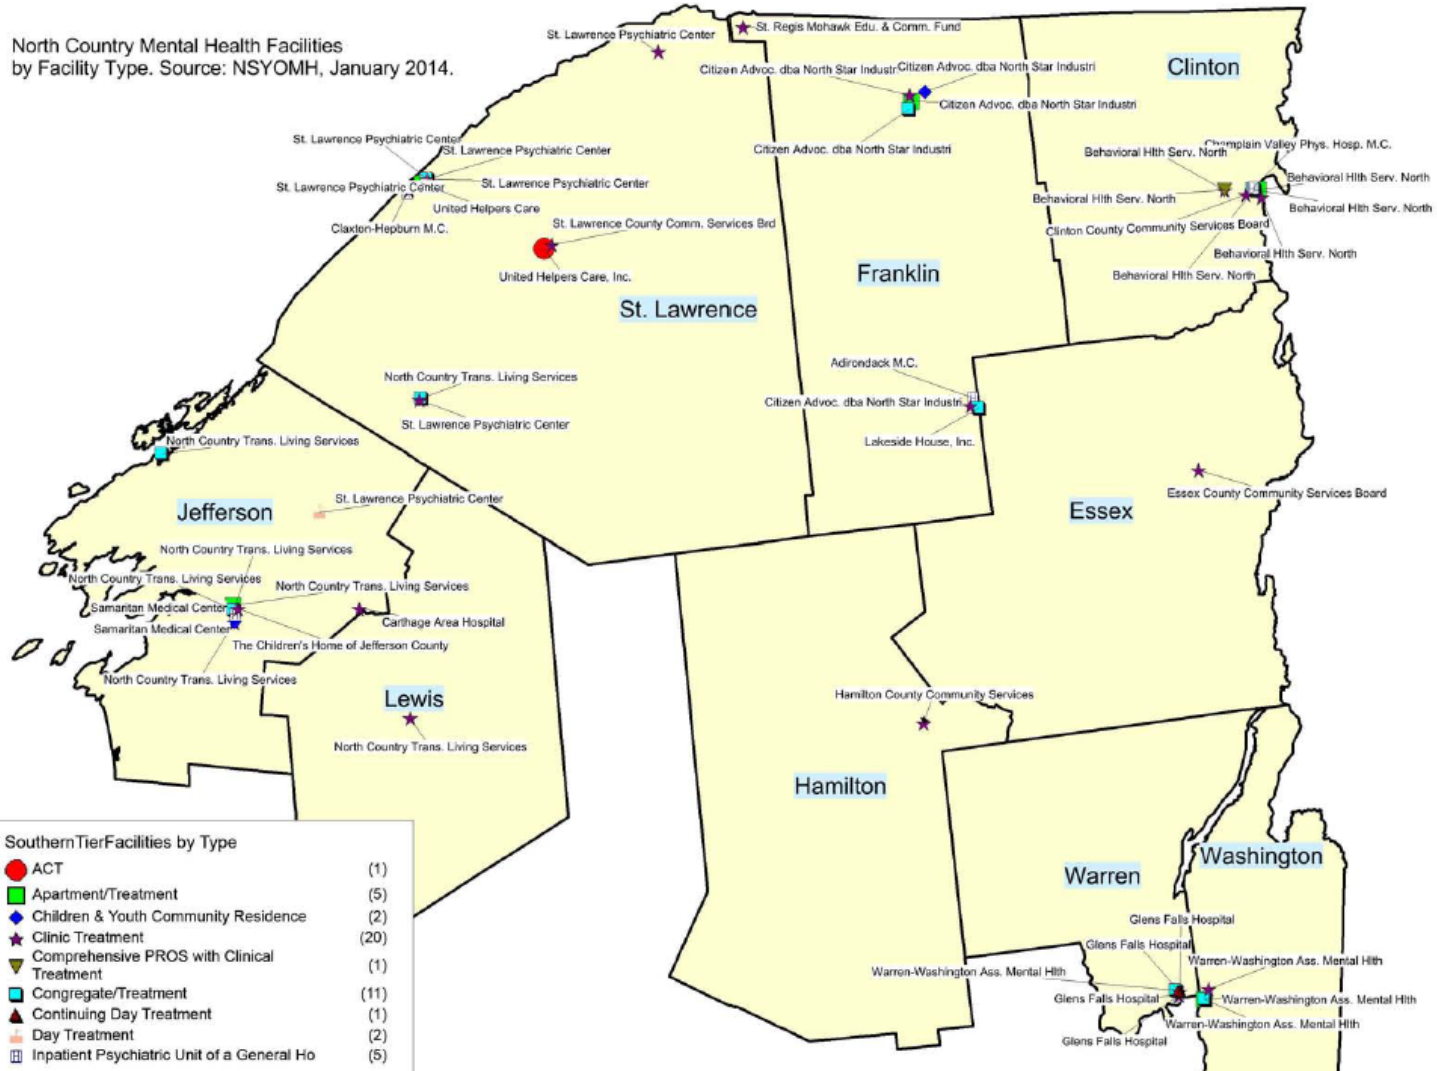 North Country Mental Health Facilities
by Facility Type. Source: NSYOMH, January 2014.
St. Lawrence Psychiatric Center
St. Regis Mohawk Edu. & Comm. Fund
Citizen Advoc. dba North Star Industri
Citizen Advoc. dba North Star Industri
Clinton
Citizen Advoc. dba North Star Industri
Citizen Advoc. dba North Star Industri
St. Lawrence Psychiatric Center
St. Lawrence Psychiatric Center
Champlain Valley Phys. Hosp. M.C.
Behavioral Hlth Serv. North
St. Lawrence Psychiatric Center
St. Lawrence Psychiatric Center
Behavioral Hlth Serv. North
Behavioral Hlth Serv. North
United Helpers Care
Behavioral Hlth Serv. North
Claxton-Hepburn M.C.
St. Lawrence County Comm. Services Brd
Clinton County Community Services Board
Behavioral Hlth Serv. North
United Helpers Care, Inc.
Franklin
Behavioral Hlth Serv. North
St. Lawrence
Adirondack M.C.
North Country Trans. Living Services
Citizen Advoc. dba North Star Industri
St. Lawrence Psychiatric Center
North Country Trans. Living Services
Lakeside House, Inc.
St. Lawrence Psychiatric Center
Essex County Community Services Board
Jefferson
Essex
North Country Trans. Living Services
North Country Trans. Living Services
North Country Trans. Living Services
Samaritan Medical Center
Carthage Area Hospital
Samaritan Medical Center
The Children's Home of Jefferson County
North Country Trans. Living Services
Lewis
Hamilton County Community Services
North Country Trans. Living Services
Hamilton
Washington
Warren
Glens Falls Hospital
Glens Falls Hospital
Warren-Washington Ass. Mental Hlth
Warren-Washington Ass. Mental Hlth
Glens Falls Hospital
Warren-Washington Ass. Mental Hlth
Warren-Washington Ass. Mental Hlth
Glens Falls Hospital
SouthernTierFacilities by Type
ACT (1)
Apartment/Treatment (5)
Children & Youth Community Residence (2)
Clinic Treatment (20)
Comprehensive PROS with Clinical
Treatment (1)
Congregate/Treatment (11)
Continuing Day Treatment (1)
Day Treatment (2)
Inpatient Psychiatric Unit of a General Ho (5)